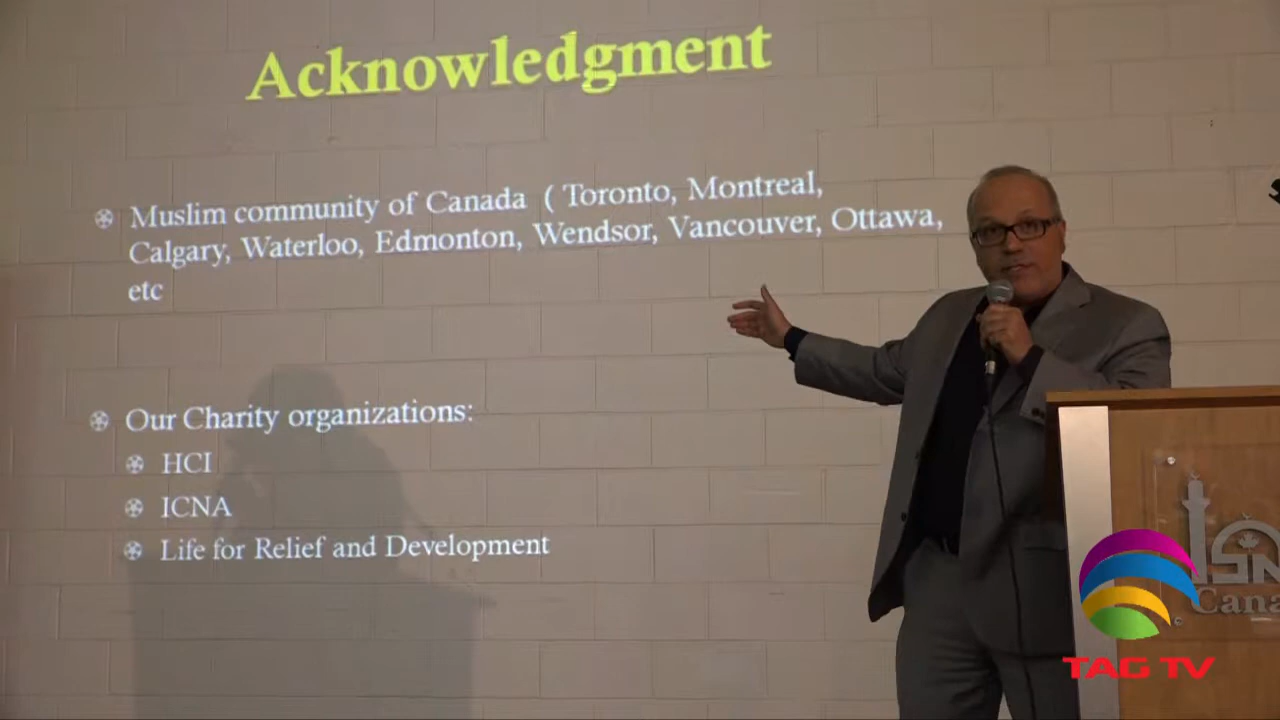 Acknowledgment
Muslim community of Canada ( Toronto, Montreal,
Calgary, Waterloo, Edmonton, Wendsor, Vancouver, Ottawa,
etc
Our Charity organizations:
HCI
ICNA
Life for Relief and Development
TAG TV